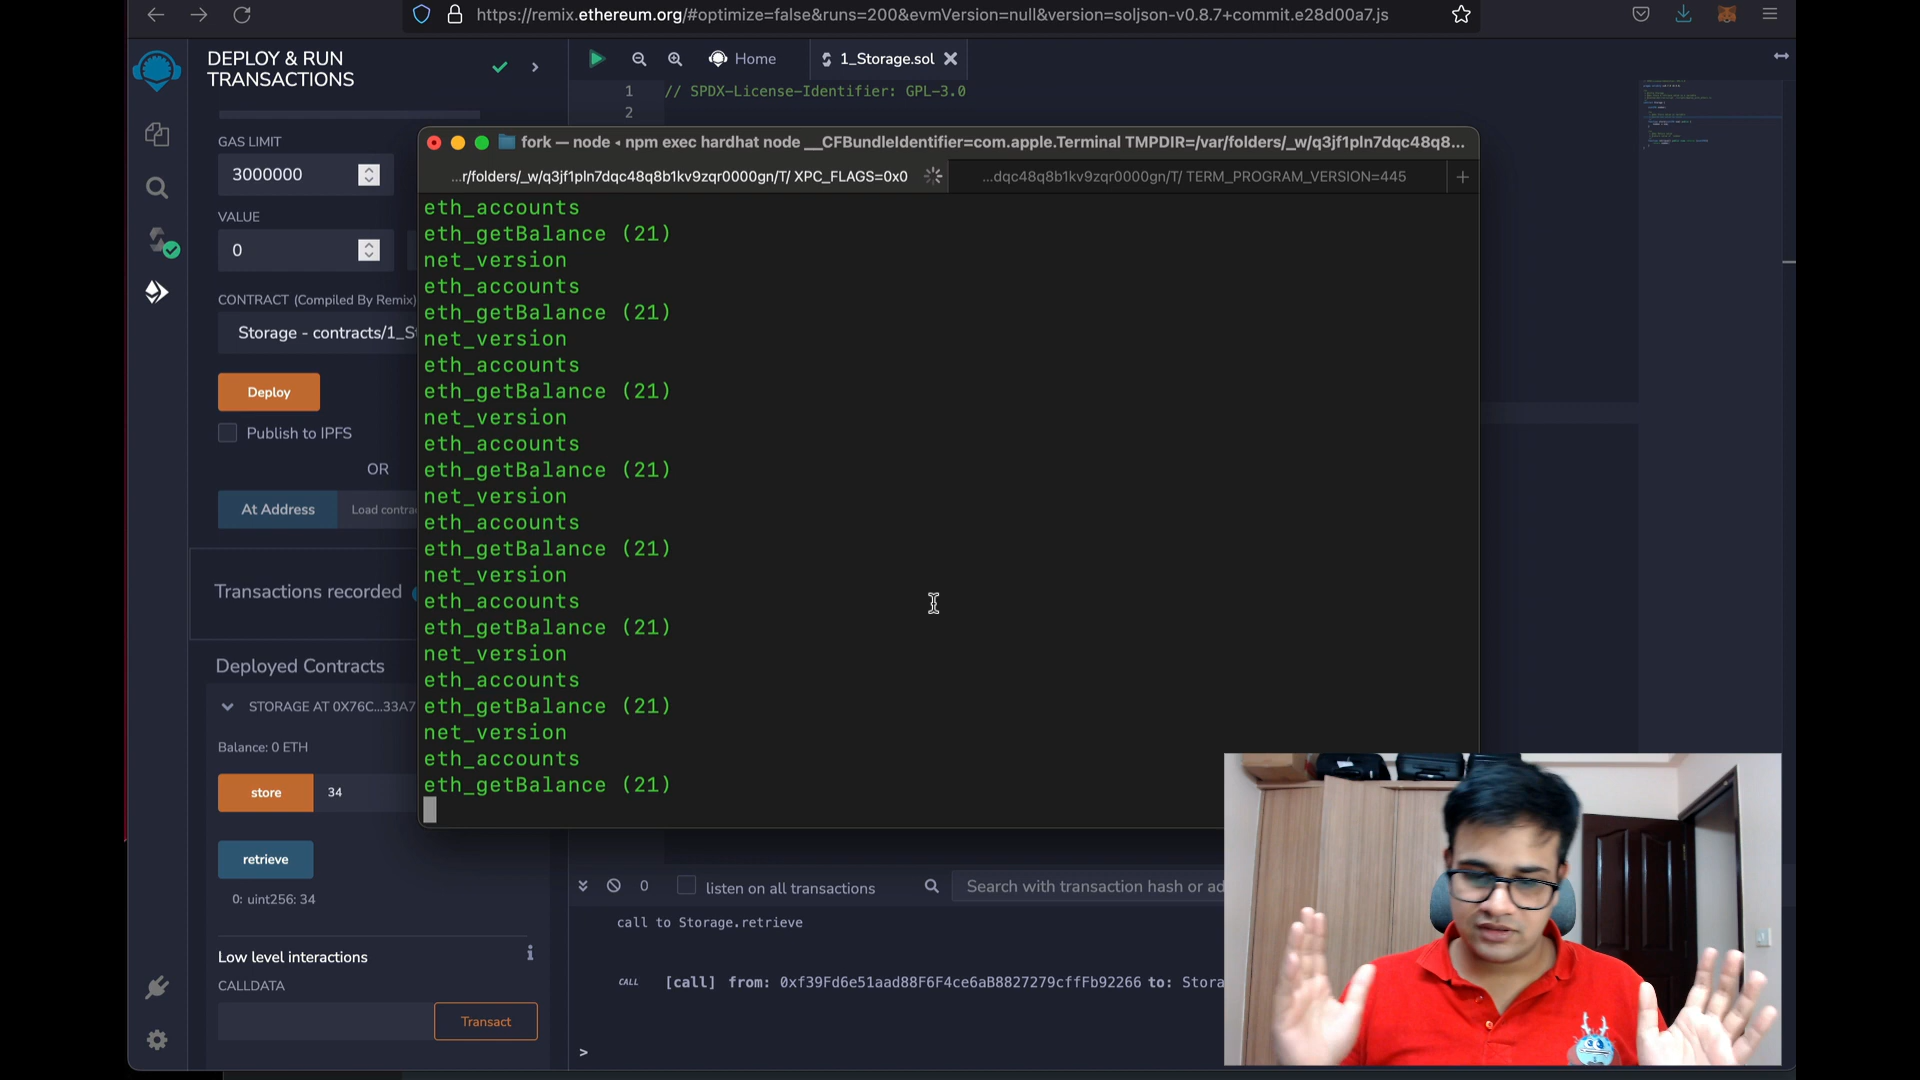 https://remix.ethereum.org/#optimize=false&runs=200&evmVersion=null&version=soljson-v0.8.7+commit.e28d00a7.js
DEPLOY & RUN
TRANSACTIONS
Home
1_Storage.sol
1 // SPDX-License-Identifier: GPL-3.0
2
GAS LIMIT
3000000
VALUE
0
CONTRACT (Compiled By Remix)
Storage - contracts/1_St
Deploy
Publish to IPFS
OR
At Address
Load contrac
Transactions recorded
Deployed Contracts
STORAGE AT 0X76C...33A7
Balance: 0 ETH
store
34
retrieve
0: uint256: 34
Low level interactions
CALLDATA
Transact
fork — node ◂ npm exec hardhat node __CFBundleIdentifier=com.apple.Terminal TMPDIR=/var/folders/_w/q3jf1pln7dqc48q8...
...r/folders/_w/q3jf1pln7dqc48q8b1kv9zqr0000gn/T/ XPC_FLAGS=0x0
...dqc48q8b1kv9zqr0000gn/T/ TERM_PROGRAM_VERSION=445
eth_accounts
eth_getBalance (21)
net_version
eth_accounts
eth_getBalance (21)
net_version
eth_accounts
eth_getBalance (21)
net_version
eth_accounts
eth_getBalance (21)
net_version
eth_accounts
eth_getBalance (21)
net_version
eth_accounts
eth_getBalance (21)
net_version
eth_accounts
eth_getBalance (21)
net_version
eth_accounts
eth_getBalance (21)
0
listen on all transactions
Search with transaction hash or ad
call to Storage.retrieve
CALL [call] from: 0xf39Fd6e51aad88F6F4ce6aB8827279cffFb92266 to: Stora
>